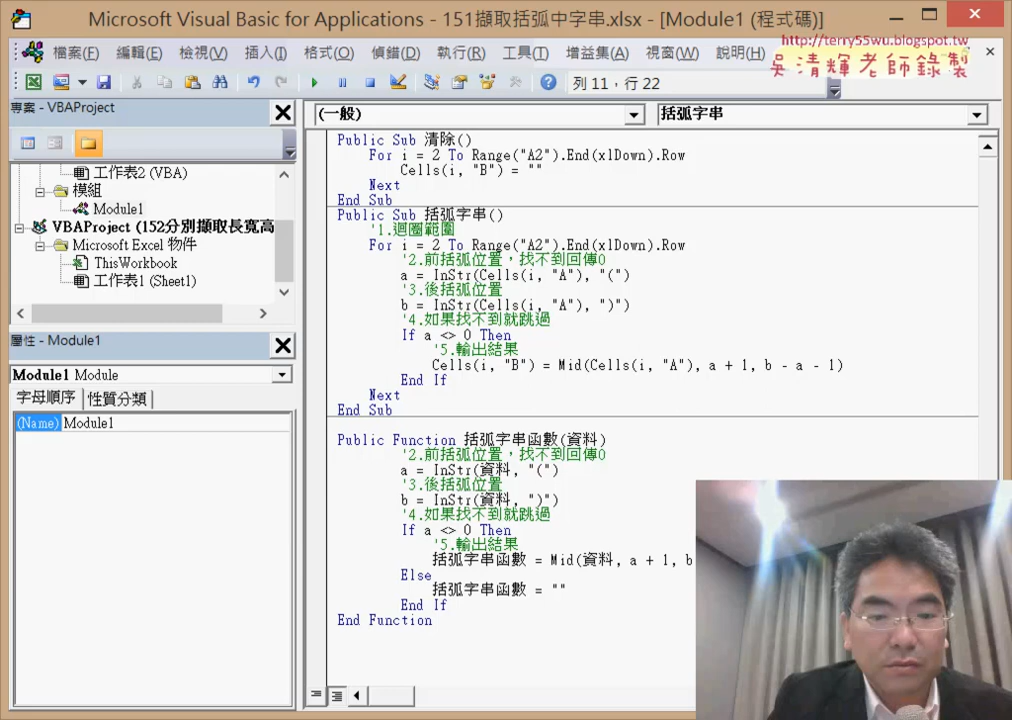 Microsoft Visual Basic for Applications - 151擷取括弧中字串.xlsx - [Module1 (程式碼)]
http://terry55wu.blogspot.tw
吳清輝老師錄製
檔案(F) 編輯(E) 檢視(V) 插入(I) 格式(O) 偵錯(D) 執行(R) 工具(T) 增益集(A) 視窗(W) 說明(H)
列 11，行 22
專案 - VBAProject
工作表2 (VBA)
模組
Module1
VBAProject (152分別擷取長寬高
Microsoft Excel 物件
ThisWorkbook
工作表1 (Sheet1)
屬性 - Module1
Module1 Module
字母順序 性質分類
(Name) Module1
(一般) 括弧字串
Public Sub 清除()
For i = 2 To Range("A2").End(xlDown).Row
Cells(i, "B") = ""
Next
End Sub
Public Sub 括弧字串()
'1.迴圈範圍
For i = 2 To Range("A2").End(xlDown).Row
'2.前括弧位置，找不到回傳0
a = InStr(Cells(i, "A"), "(")
'3.後括弧位置
b = InStr(Cells(i, "A"), ")")
'4.如果找不到就跳過
If a <> 0 Then
'5.輸出結果
Cells(i, "B") = Mid(Cells(i, "A"), a + 1, b - a - 1)
End If
Next
End Sub
Public Function 括弧字串函數(資料)
'2.前括弧位置，找不到回傳0
a = InStr(資料, "(")
'3.後括弧位置
b = InStr(資料, ")")
'4.如果找不到就跳過
If a <> 0 Then
'5.輸出結果
括弧字串函數 = Mid(資料, a + 1, b
Else
括弧字串函數 = ""
End If
End Function